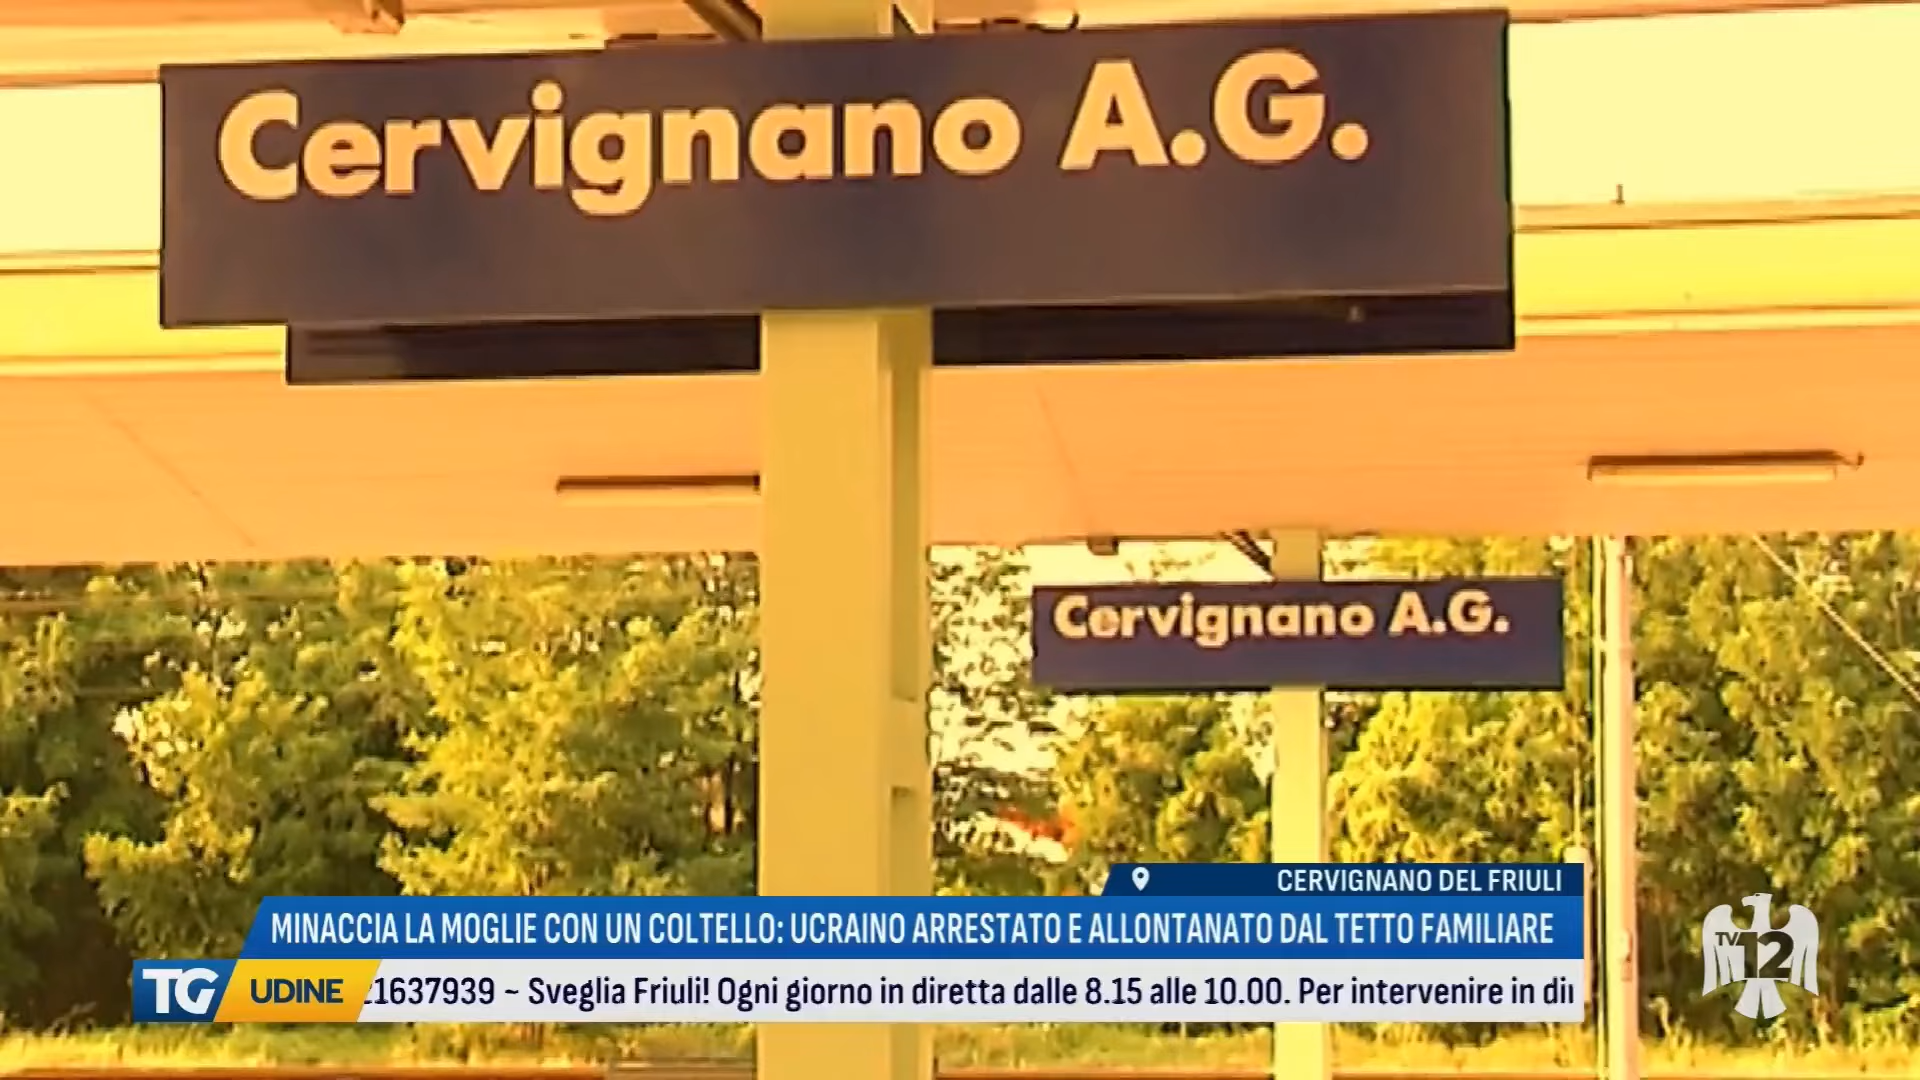 Cervignano A.G.
Cervignano A.G.
CERVIGNANO DEL FRIULI
MINACCIA LA MOGLIE CON UN COLTELLO: UCRAINO ARRESTATO E ALLONTANATO DAL TETTO FAMILIARE
TG UDINE 1637939 ~ Sveglia Friuli! Ogni giorno in diretta dalle 8.15 alle 10.00. Per intervenire in
TV 12